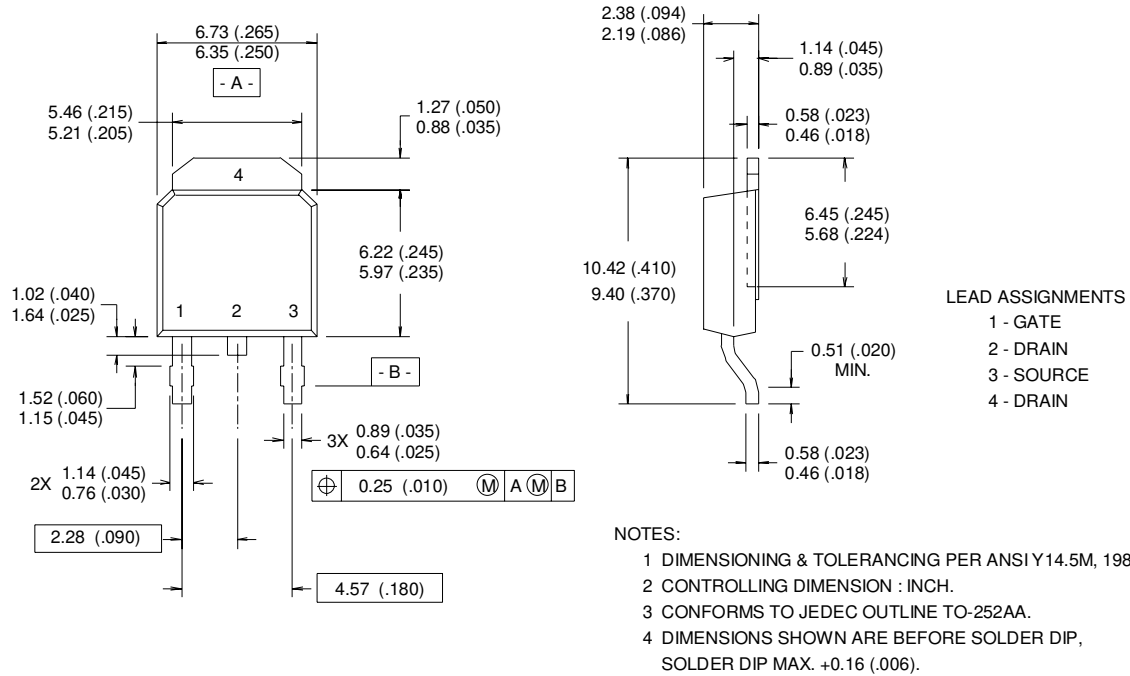 6.73 (.265)
6.35 (.250)
- A -
5.46 (.215)
5.21 (.205)
1.27 (.050)
0.88 (.035)
4
6.22 (.245)
5.97 (.235)
1.02 (.040)
1.64 (.025)
1 2 3
- B -
1.52 (.060)
1.15 (.045)
3X 0.89 (.035)
0.64 (.025)
2X 1.14 (.045)
0.76 (.030)
⌖ 0.25 (.010) Ⓜ A Ⓜ B
2.28 (.090)
4.57 (.180)
2.38 (.094)
2.19 (.086)
1.14 (.045)
0.89 (.035)
0.58 (.023)
0.46 (.018)
6.45 (.245)
5.68 (.224)
10.42 (.410)
9.40 (.370)
0.51 (.020)
MIN.
0.58 (.023)
0.46 (.018)
LEAD ASSIGNMENTS
1 - GATE
2 - DRAIN
3 - SOURCE
4 - DRAIN
NOTES:
1 DIMENSIONING & TOLERANCING PER ANSI Y14.5M, 198
2 CONTROLLING DIMENSION : INCH.
3 CONFORMS TO JEDEC OUTLINE TO-252AA.
4 DIMENSIONS SHOWN ARE BEFORE SOLDER DIP,
SOLDER DIP MAX. +0.16 (.006).